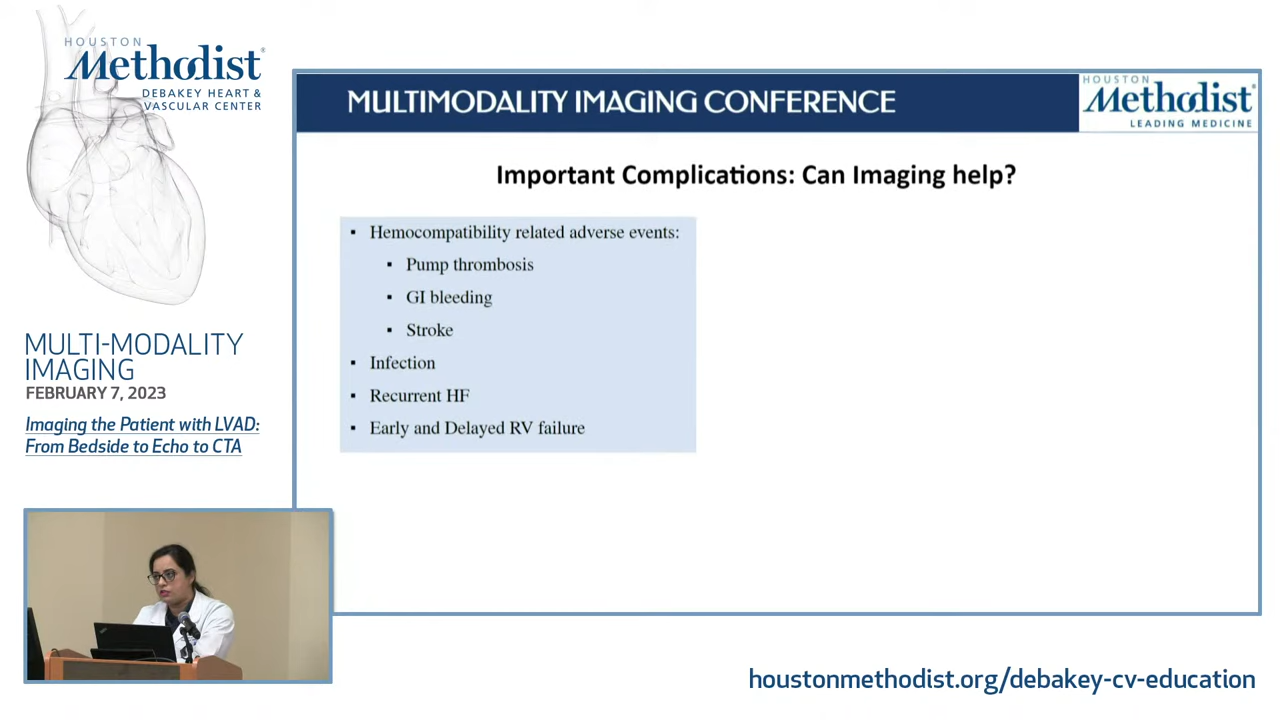 HOUSTON
Methodist®
DEBAKEY HEART &
VASCULAR CENTER
MULTI-MODALITY
IMAGING
FEBRUARY 7, 2023
Imaging the Patient with LVAD:
From Bedside to Echo to CTA
MULTIMODALITY IMAGING CONFERENCE
HOUSTON
Methodist®
LEADING MEDICINE
Important Complications: Can Imaging help?
▪ Hemocompatibility related adverse events:
▪ Pump thrombosis
▪ GI bleeding
▪ Stroke
▪ Infection
▪ Recurrent HF
▪ Early and Delayed RV failure
houstonmethodist.org/debakey-cv-education